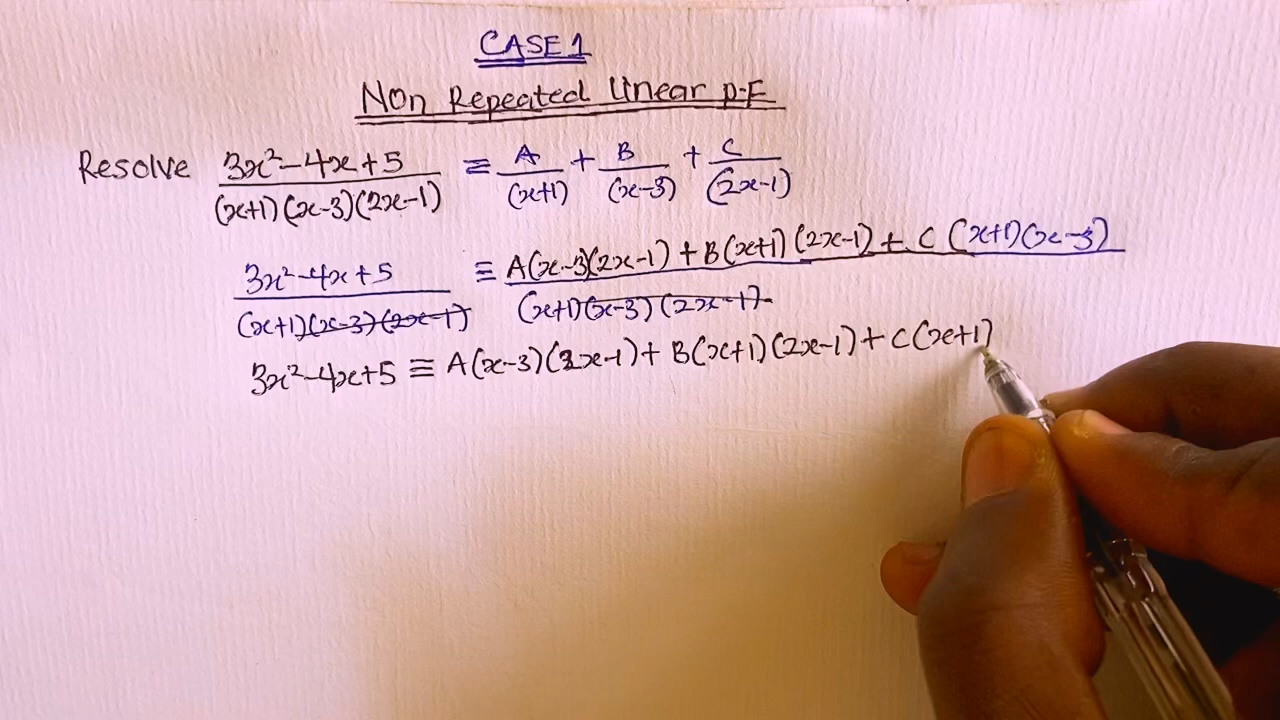 CASE 1
Non Repeated Linear P.F
Resolve (3x²-4x+5)/((x+1)(x-3)(2x-1)) ≡ A/(x+1) + B/(x-3) + C/(2x-1)
(3x²-4x+5)/((x+1)(x-3)(2x-1)) ≡ (A(x-3)(2x-1) + B(x+1)(2x-1) + C(x+1)(x-3))/((x+1)(x-3)(2x-1))
3x²-4x+5 ≡ A(x-3)(2x-1) + B(x+1)(2x-1) + C(x+1)